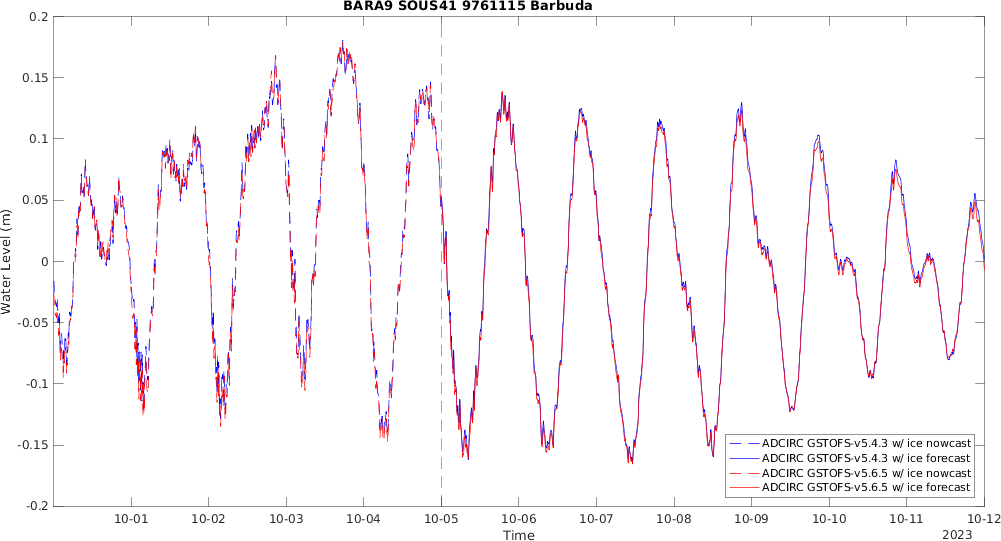 BARA9 SOUS41 9761115 Barbuda
0.2
0.15
0.1
0.05
0
-0.05
-0.1
-0.15
-0.2
Water Level (m)
ADCIRC GSTOFS-v5.4.3 w/ ice nowcast
ADCIRC GSTOFS-v5.4.3 w/ ice forecast
ADCIRC GSTOFS-v5.6.5 w/ ice nowcast
ADCIRC GSTOFS-v5.6.5 w/ ice forecast
10-01 10-02 10-03 10-04 10-05 10-06 10-07 10-08 10-09 10-10 10-11 10-12
Time
2023